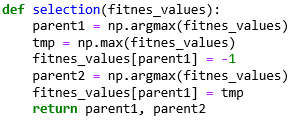 def selection(fitnes_values):
    parent1 = np.argmax(fitnes_values)
    tmp = np.max(fitnes_values)
    fitnes_values[parent1] = -1
    parent2 = np.argmax(fitnes_values)
    fitnes_values[parent1] = tmp
    return parent1, parent2